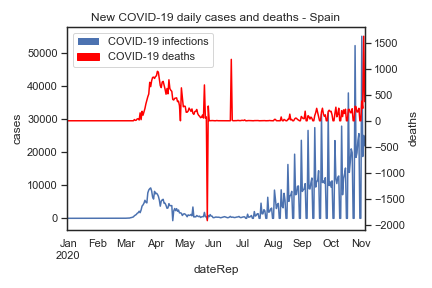 New COVID-19 daily cases and deaths - Spain
COVID-19 infections
COVID-19 deaths
50000
40000
30000
20000
10000
0
cases
1500
1000
500
0
−500
−1000
−1500
−2000
deaths
Jan Feb Mar Apr May Jun Jul Aug Sep Oct Nov
2020
dateRep